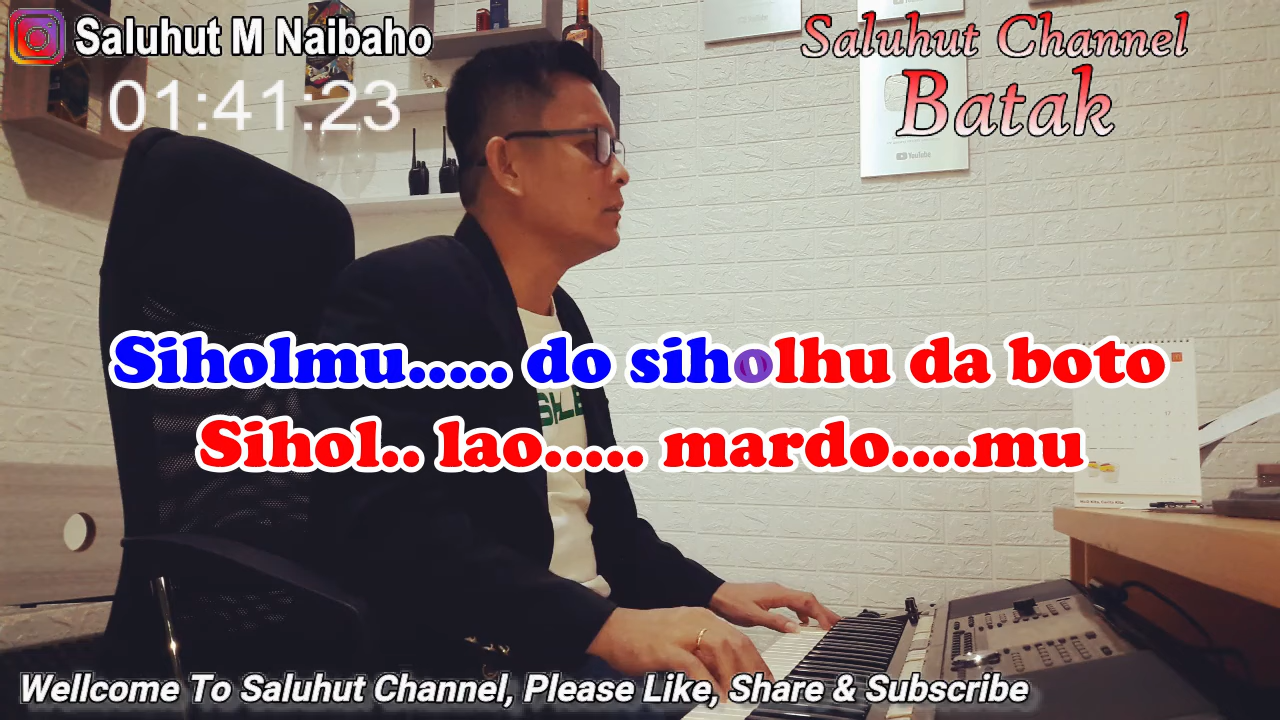 Saluhut M Naibaho
01:41:23
Saluhut Channel
Batak
YouTube
Siholmu..... do siholhu da boto
Sihol.. lao..... mardo....mu
Wellcome To Saluhut Channel, Please Like, Share & Subscribe